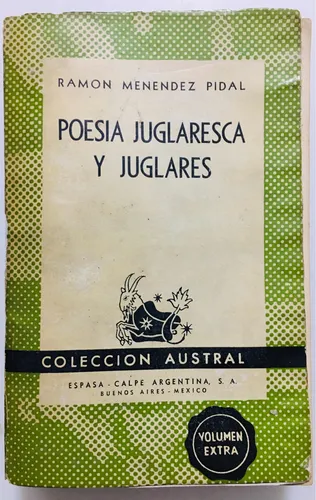 RAMON MENENDEZ PIDAL
POESIA JUGLARESCA
Y JUGLARES
COLECCION AUSTRAL
ESPASA - CALPE ARGENTINA, S. A.
BUENOS AIRES - MEXICO
VOLUMEN
EXTRA